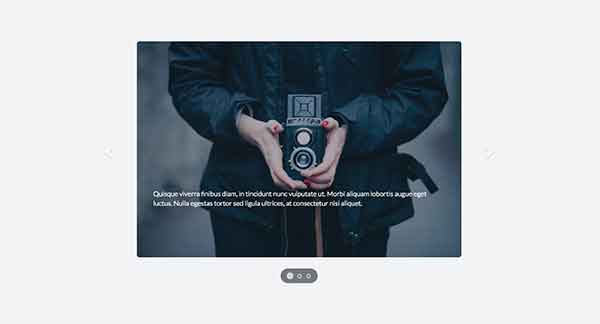 Quisque viverra finibus diam, in tincidunt nunc vulputate ut. Morbi aliquam lobortis augue eget
luctus. Nulla egestas tortor sed ligula ultrices, at consectetur nisi aliquet.